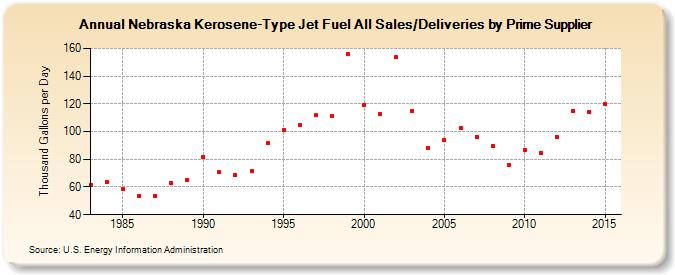 Annual Nebraska Kerosene-Type Jet Fuel All Sales/Deliveries by Prime Supplier
Thousand Gallons per Day
160
140
120
100
80
60
40
1985 1990 1995 2000 2005 2010 2015
Source: U.S. Energy Information Administration